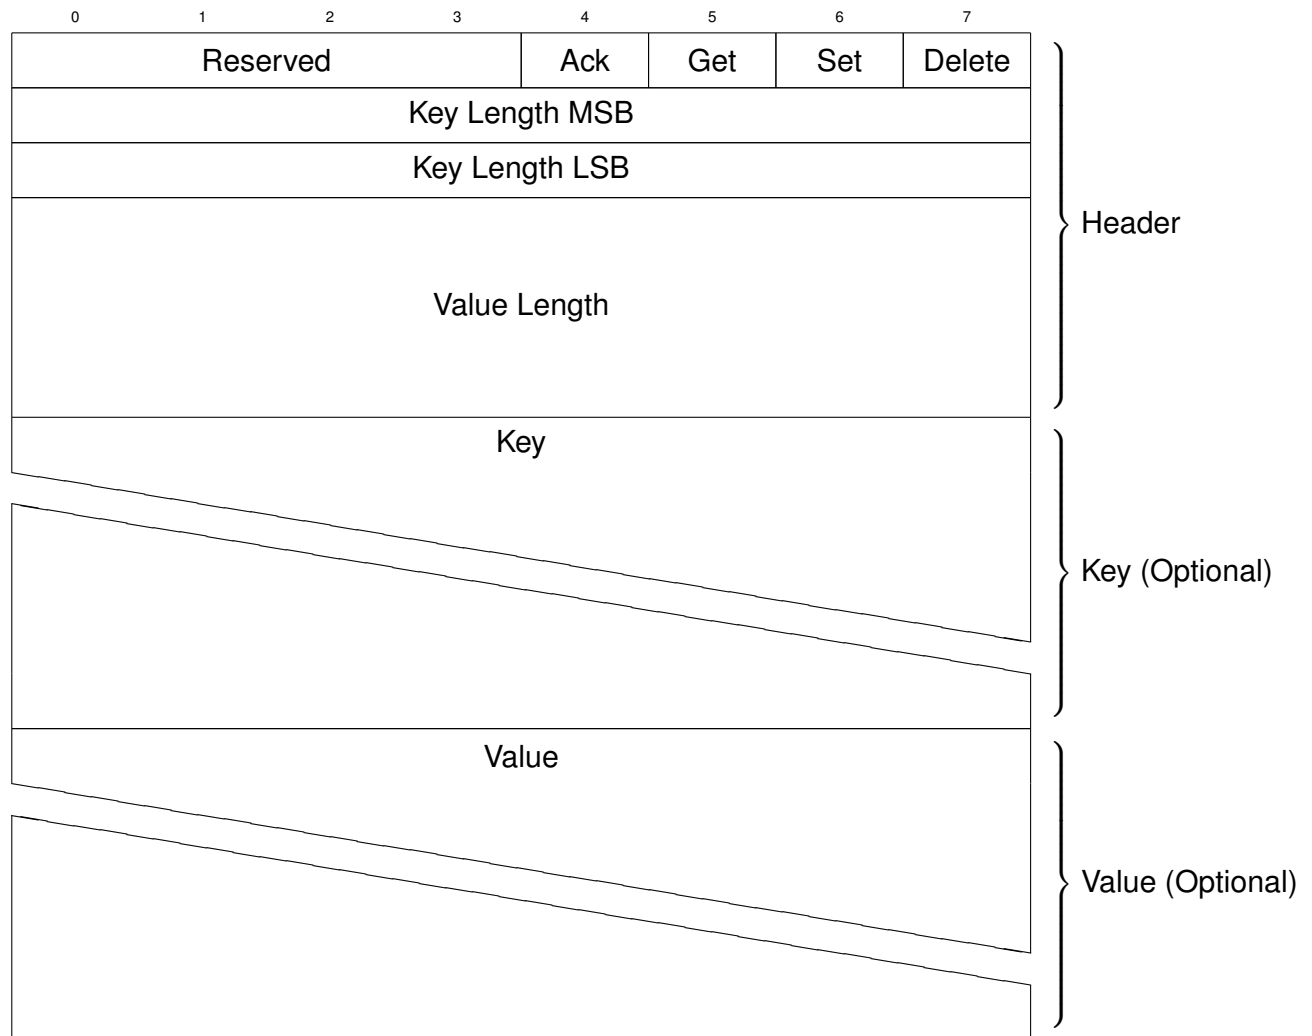 0 1 2 3 4 5 6 7
Reserved Ack Get Set Delete
Key Length MSB
Key Length LSB
Header
Value Length
Key
Key (Optional)
Value
Value (Optional)